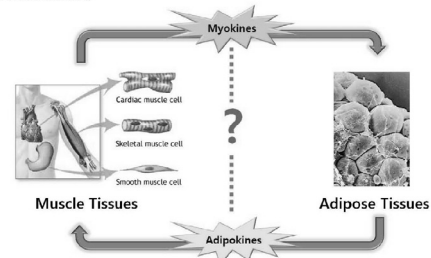 Myokines
Cardiac muscle cell
Skeletal muscle cell
Smooth muscle cell
?
Muscle Tissues
Adipose Tissues
Adipokines